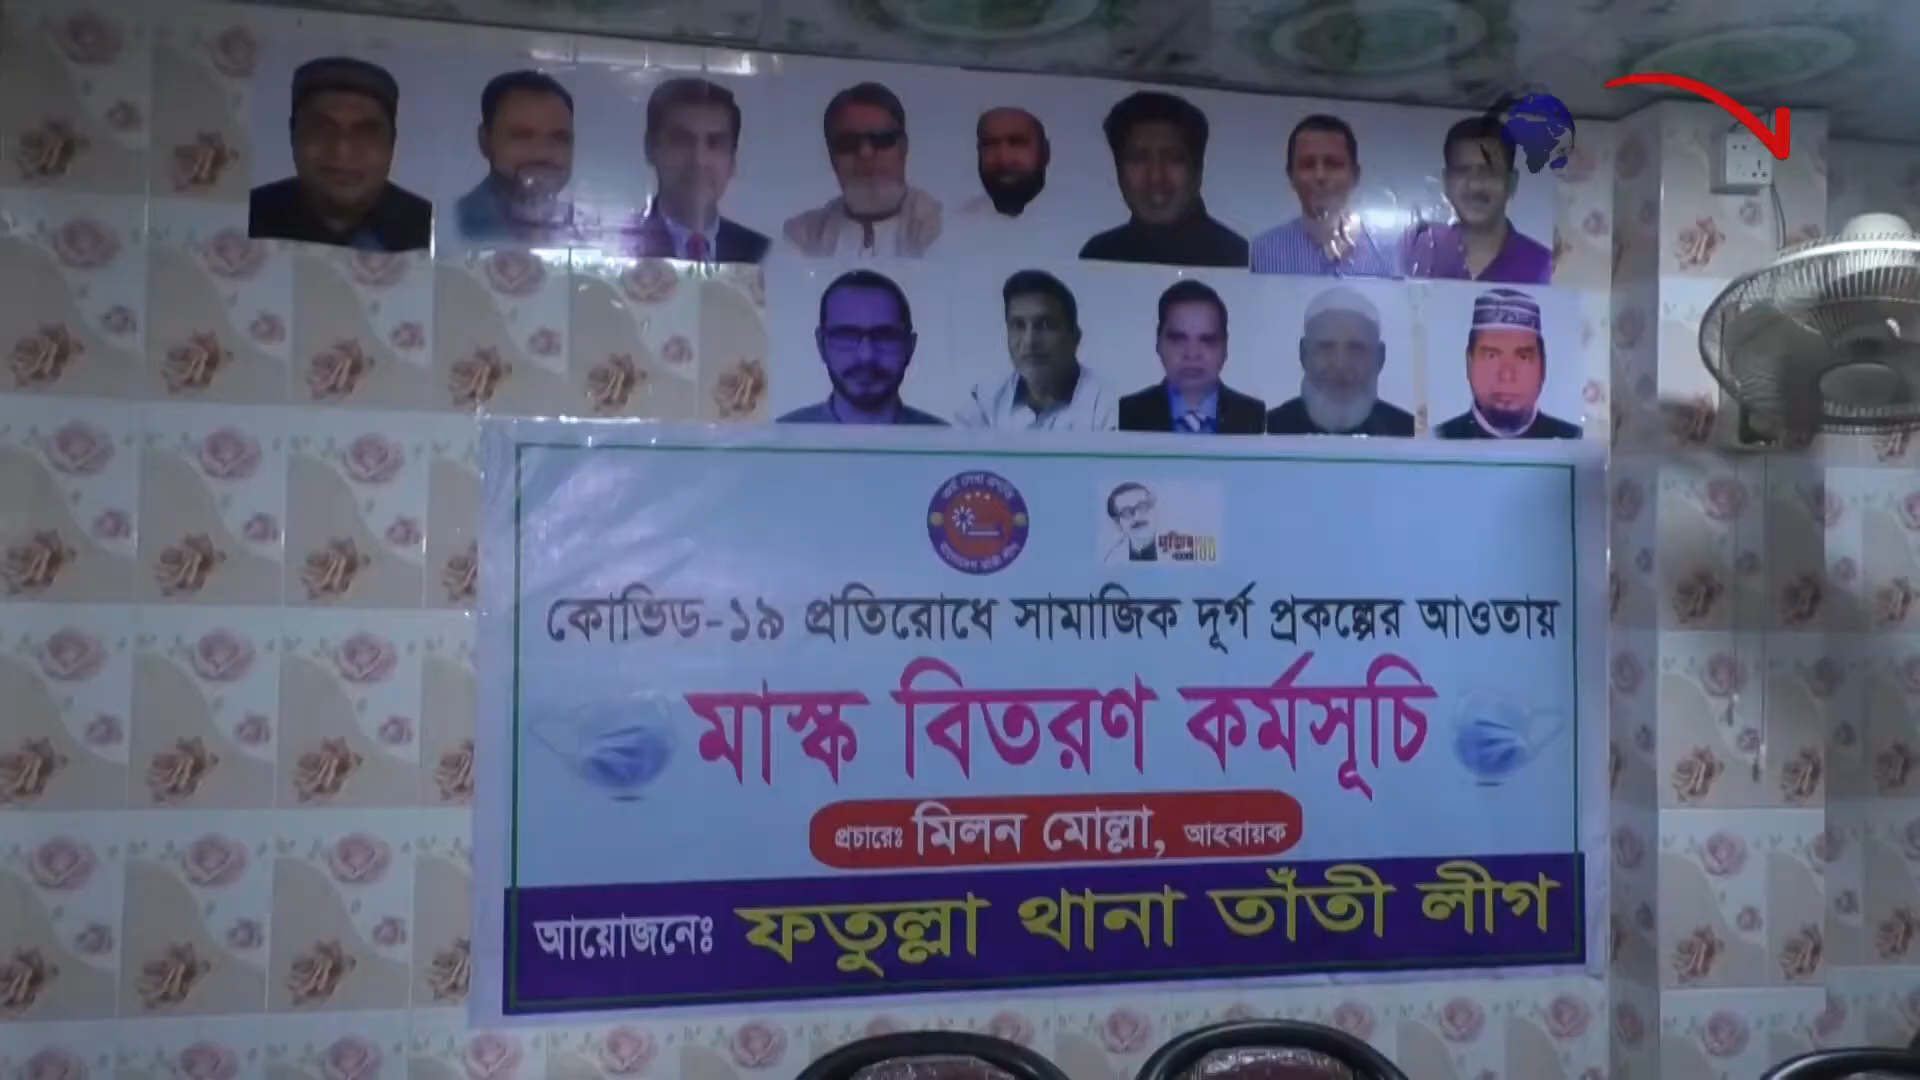 মুজিব
কোভিড-১৯ প্রতিরোধে সামাজিক দূর্গ প্রকল্পের আওতায়
মাস্ক বিতরণ কর্মসূচি
প্রচারেঃ মিলন মোল্লা, আহবায়ক
আয়োজনেঃ ফতুল্লা থানা তাঁতী লীগ